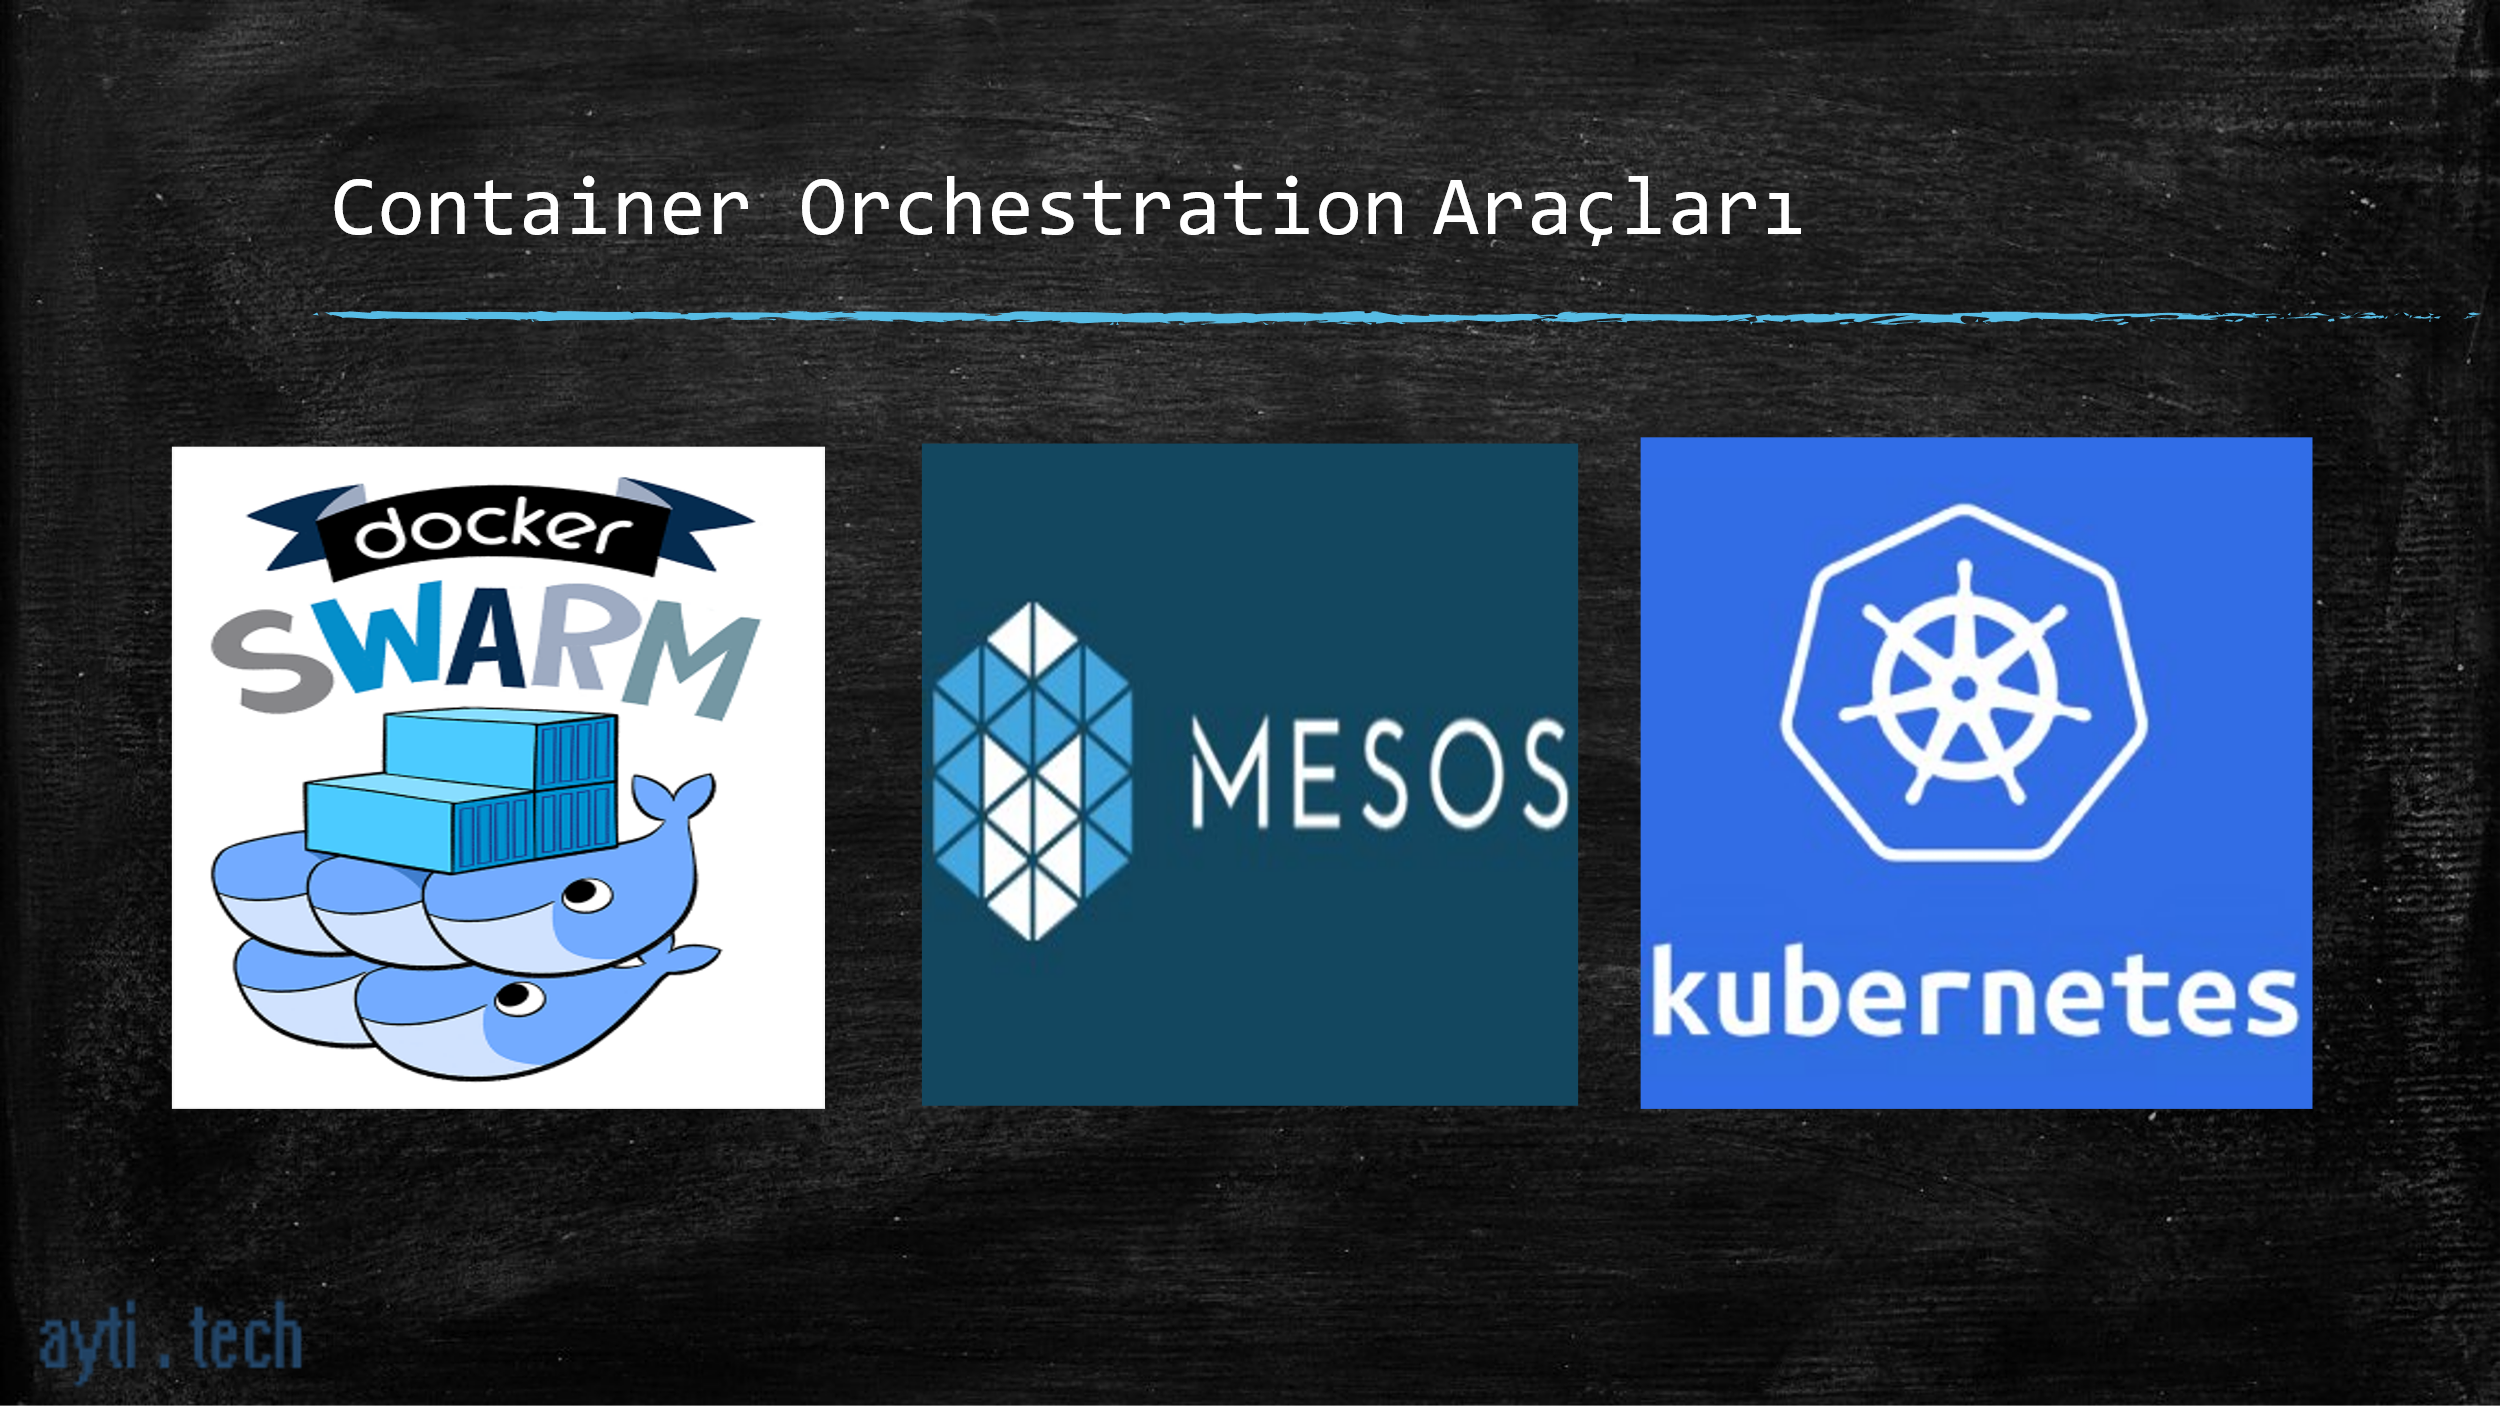 Container Orchestration Araçları
docker
SWARM
MESOS
kubernetes
ayti.tech